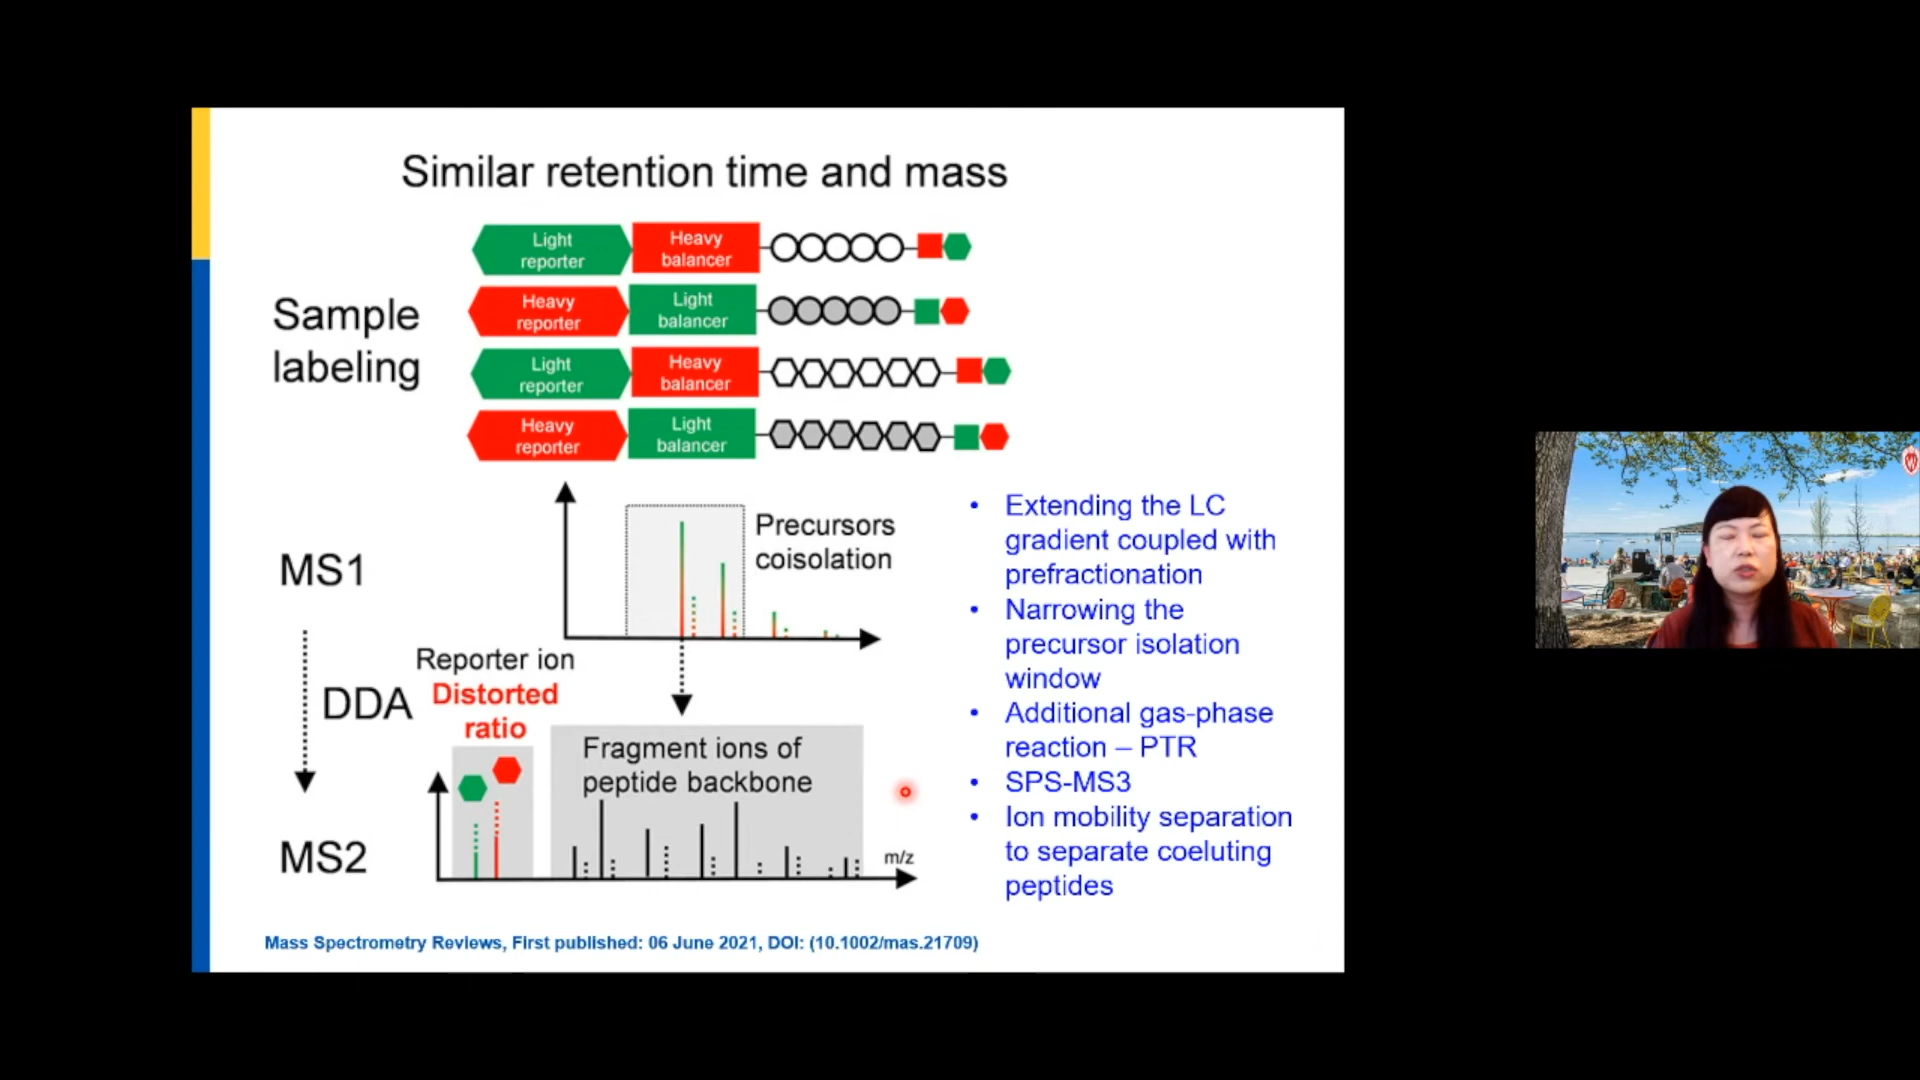 Similar retention time and mass
Sample
labeling
Light
reporter
Heavy
balancer
Heavy
reporter
Light
balancer
Light
reporter
Heavy
balancer
Heavy
reporter
Light
balancer
MS1
Precursors
coisolation
DDA
Reporter ion
Distorted
ratio
Fragment ions of
peptide backbone
MS2
m/z
• Extending the LC
gradient coupled with
prefractionation
• Narrowing the
precursor isolation
window
• Additional gas-phase
reaction – PTR
• SPS-MS3
• Ion mobility separation
to separate coeluting
peptides
Mass Spectrometry Reviews, First published: 06 June 2021, DOI: (10.1002/mas.21709)
W